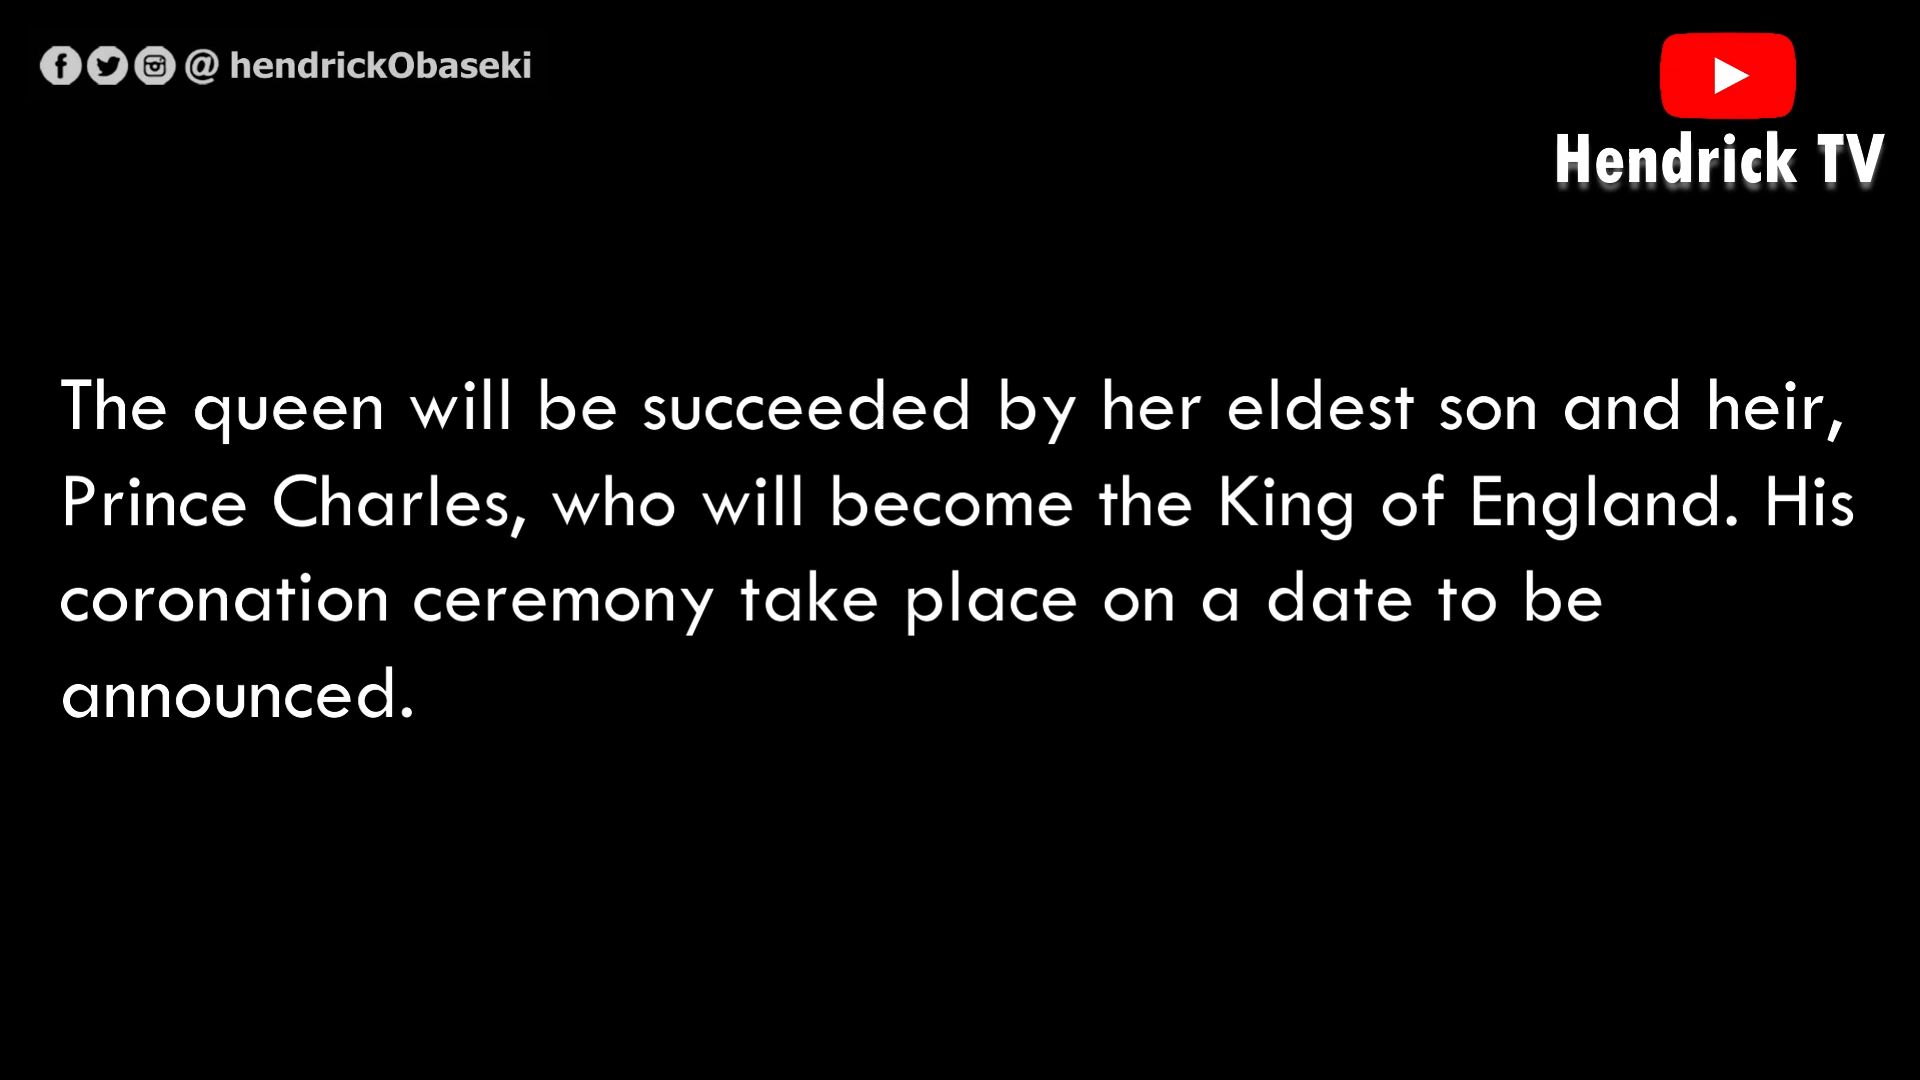 @ hendrickObaseki
Hendrick TV
The queen will be succeeded by her eldest son and heir,
Prince Charles, who will become the King of England. His
coronation ceremony take place on a date to be
announced.